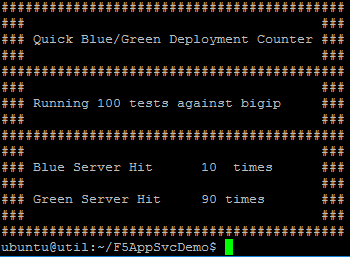 ###########################################
###                                     ###
### Quick Blue/Green Deployment Counter ###
###                                     ###
###########################################
###                                     ###
### Running 100 tests against bigip     ###
###                                     ###
###########################################
###                                     ###
### Blue Server Hit      10  times      ###
###                                     ###
### Green Server Hit     90 times       ###
###                                     ###
###########################################
ubuntu@util:~/F5AppSvcDemo$